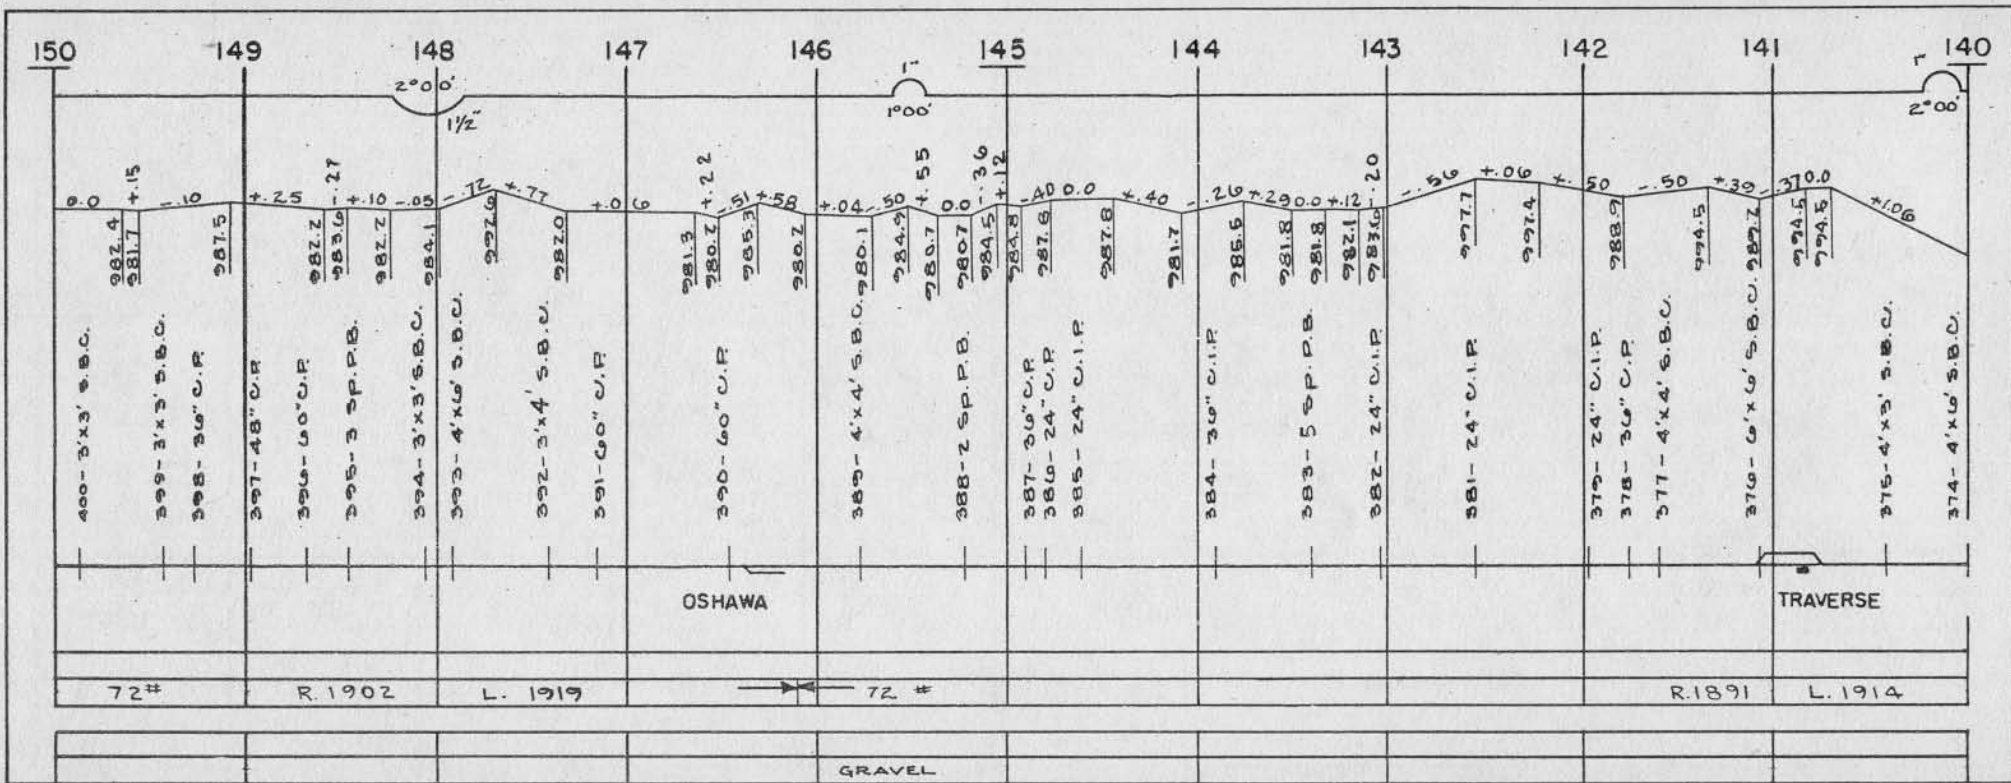 150 149 148 147 146 145 144 143 142 141 140
2°00' 1½"
1" 1°00'
1" 2°00'
0.0 +.15 -.10 +.25 -.27 +.10 -.05 -.72 +.77 +.06 +.22 -.51 +.58 +.04 -.50 +.55 0.0 -.36 +.12 -.40 0.0 +.40 -.26 +.29 0.0 +.12 -.20 -.56 +.06 +.50 -.50 +.39 -.37 0.0 +1.06
982.4 981.7 987.5 982.2 983.6 982.2 984.1 992.6 982.0 981.3 980.2 985.3 980.2 980.1 984.9 980.7 980.7 984.5 984.8 987.6 987.8 981.7 985.5 981.8 981.8 982.1 983.6 997.7 997.4 988.9 994.5 989.2 994.5 994.5
400-3'x3' S.B.C.
399-3'x3' S.B.C.
398-36" C.P.
397-48" C.P.
396-60" C.P.
395-3 SP.P.B.
394-3'x3' S.B.C.
393-4'x6' S.B.C.
392-3'x4' S.B.C.
391-60" C.P.
390-60" C.P.
389-4'x4' S.B.C.
388-2 SP.P.B.
387-36" C.P.
386-24" C.P.
385-24" C.I.P.
384-36" C.I.P.
383-5 SP.P.B.
382-24" C.I.P.
381-24" C.I.P.
379-24" C.I.P.
378-36" C.P.
377-4'x4' S.B.C.
376-6'x6' S.B.C.
375-4'x3' S.B.C.
374-4'x6' S.B.C.
OSHAWA TRAVERSE
72# R.1902 L. 1919 72 # R.1891 L. 1914
GRAVEL